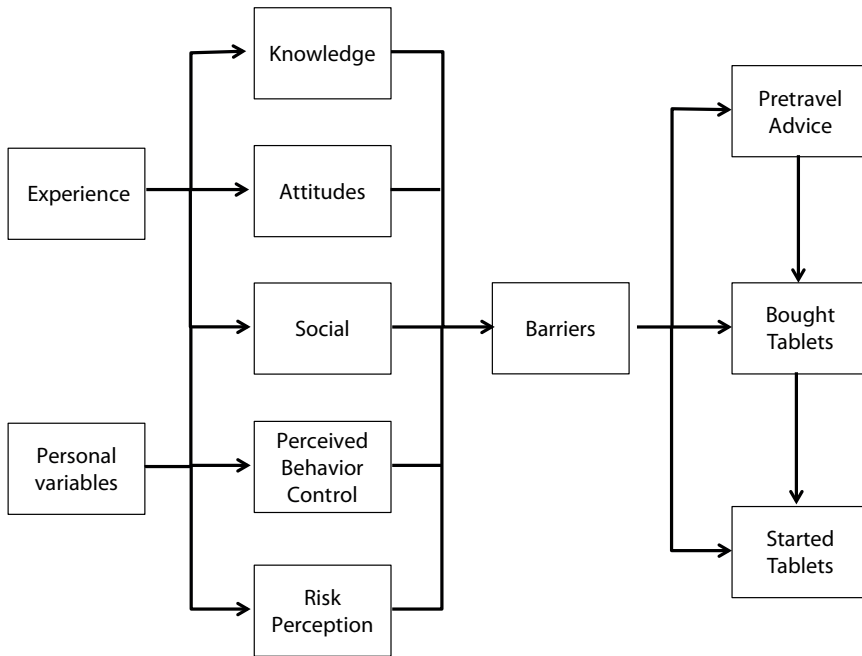 Knowledge
Pretravel
Advice
Experience
Attitudes
Social
Barriers
Bought
Tablets
Personal
variables
Perceived
Behavior
Control
Started
Tablets
Risk
Perception